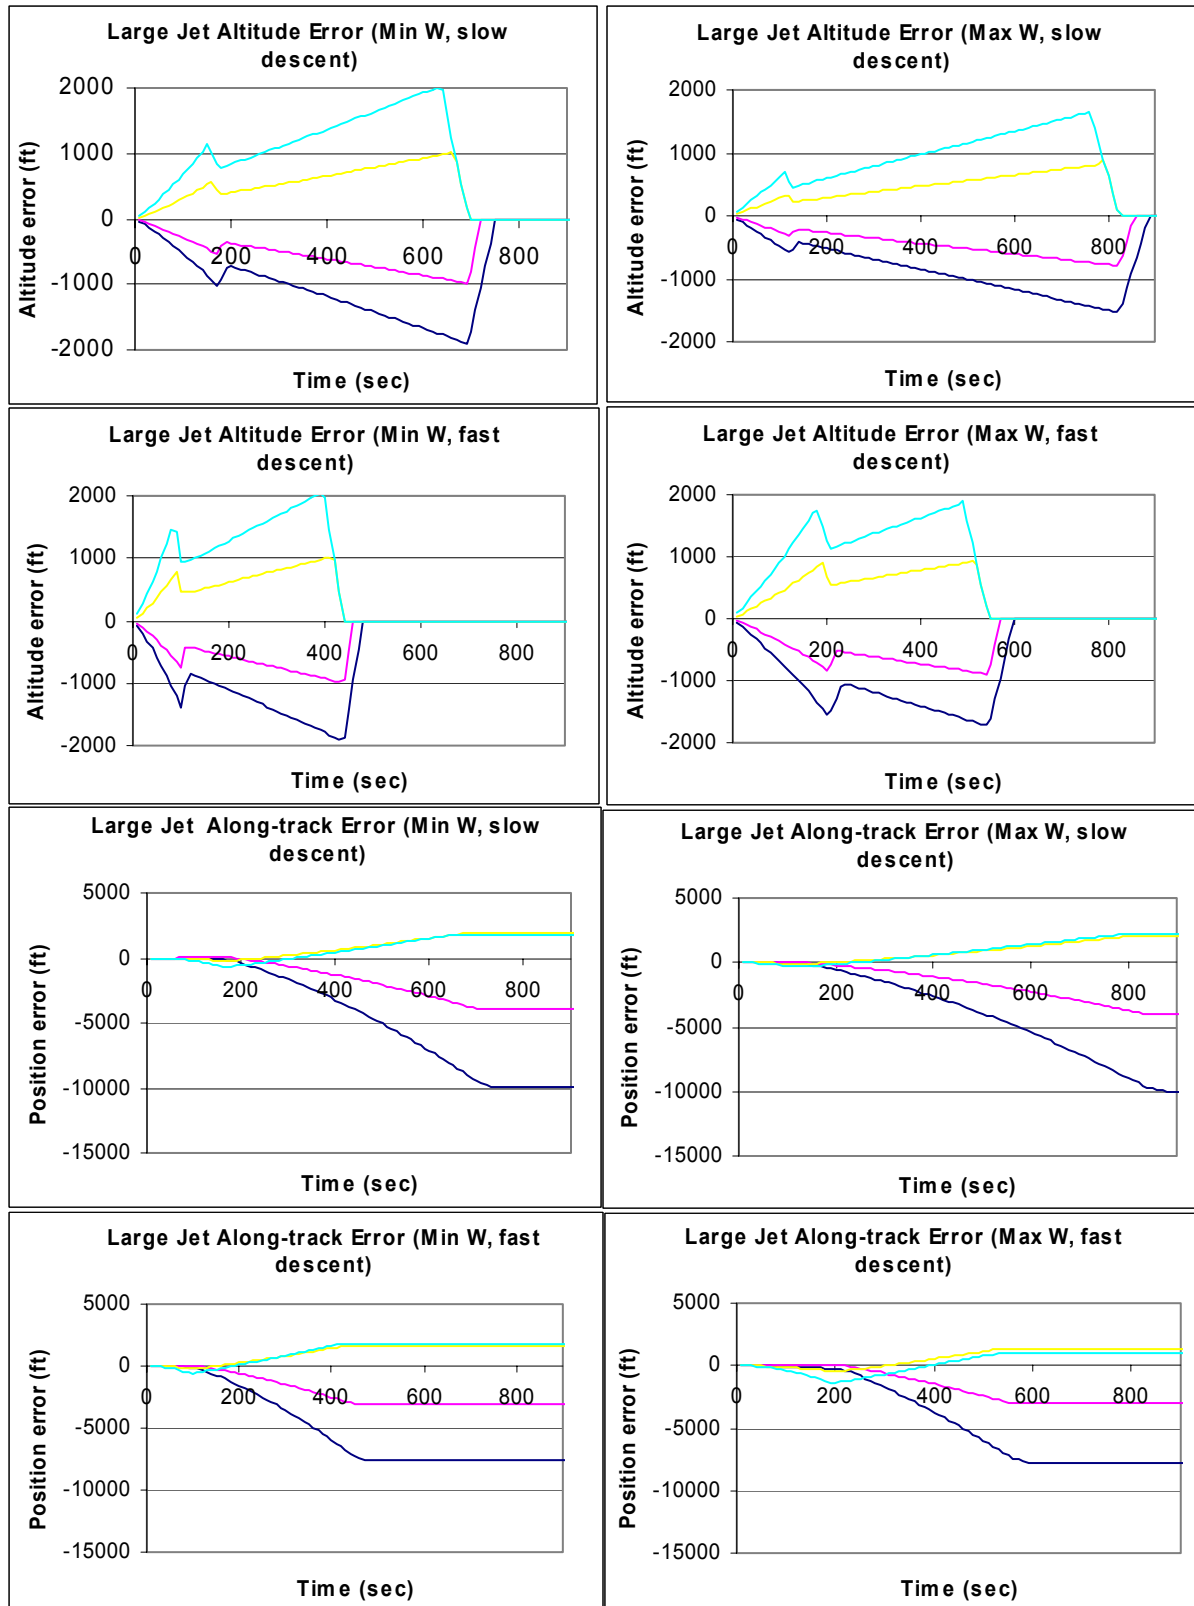 Large Jet Altitude Error (Min W, slow
descent)
2000
1000
0
-1000
-2000
0
200
400
600
800
Altitude error (ft)
Time (sec)
Large Jet Altitude Error (Max W, slow
descent)
2000
1000
0
-1000
-2000
0
200
400
600
800
Altitude error (ft)
Time (sec)
Large Jet Altitude Error (Min W, fast
descent)
2000
1000
0
-1000
-2000
0
200
400
600
800
Altitude error (ft)
Time (sec)
Large Jet Altitude Error (Max W, fast
descent)
2000
1000
0
-1000
-2000
0
200
400
600
800
Altitude error (ft)
Time (sec)
Large Jet Along-track Error (Min W, slow
descent)
5000
0
-5000
-10000
-15000
0
200
400
600
800
Position error (ft)
Time (sec)
Large Jet Along-track Error (Max W, slow
descent)
5000
0
-5000
-10000
-15000
0
200
400
600
800
Position error (ft)
Time (sec)
Large Jet Along-track Error (Min W, fast
descent)
5000
0
-5000
-10000
-15000
0
200
400
600
800
Position error (ft)
Time (sec)
Large Jet Along-track Error (Max W, fast
descent)
5000
0
-5000
-10000
-15000
0
200
400
600
800
Position error (ft)
Time (sec)